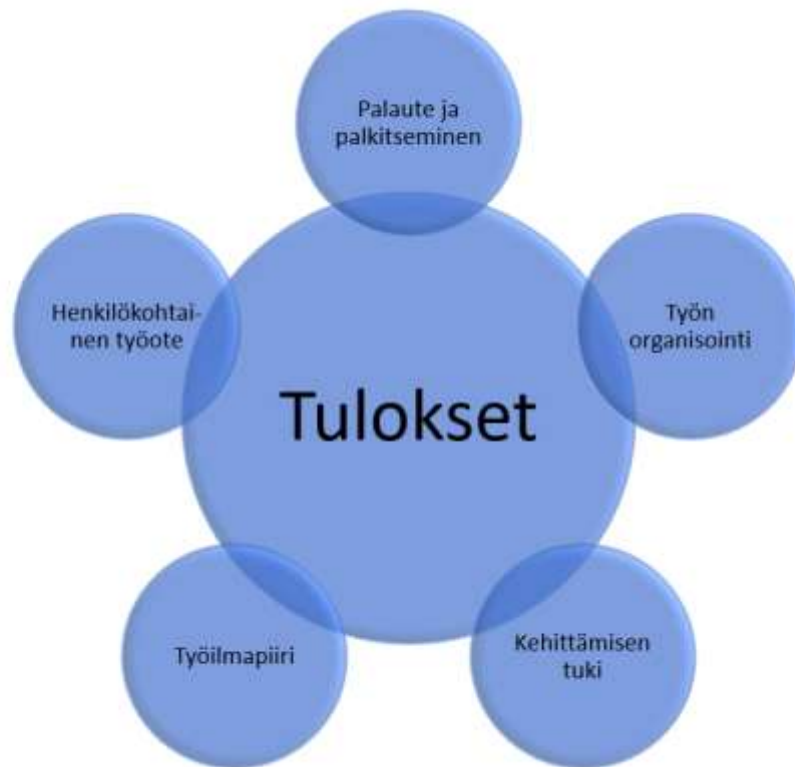 Palaute ja
palkitseminen
Henkilökohtai-
nen työote
Työn
organisointi
Tulokset
Työilmapiiri
Kehittämisen
tuki